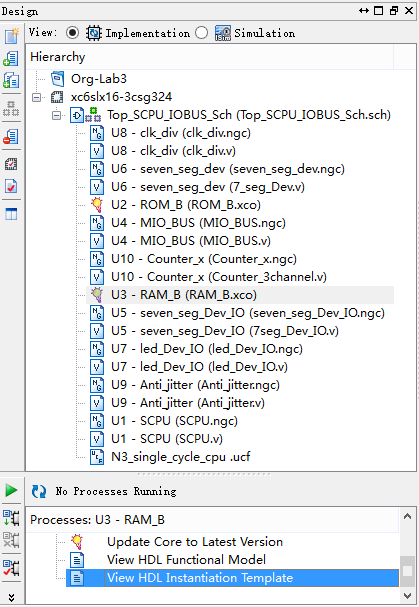 Design
View:
Implementation
Simulation
Hierarchy
Org-Lab3
xc6slx16-3csg324
Top_SCPU_IOBUS_Sch (Top_SCPU_IOBUS_Sch.sch)
U8 - clk_div (clk_div.ngc)
U8 - clk_div (clk_div.v)
U6 - seven_seg_dev (seven_seg_dev.ngc)
U6 - seven_seg_dev (7_seg_Dev.v)
U2 - ROM_B (ROM_B.xco)
U4 - MIO_BUS (MIO_BUS.ngc)
U4 - MIO_BUS (MIO_BUS.v)
U10 - Counter_x (Counter_x.ngc)
U10 - Counter_x (Counter_3channel.v)
U3 - RAM_B (RAM_B.xco)
U5 - seven_seg_Dev_IO (seven_seg_Dev_IO.ngc)
U5 - seven_seg_Dev_IO (7seg_Dev_IO.v)
U7 - led_Dev_IO (led_Dev_IO.ngc)
U7 - led_Dev_IO (led_Dev_IO.v)
U9 - Anti_jitter (Anti_jitter.ngc)
U9 - Anti_jitter (Anti_jitter.v)
U1 - SCPU (SCPU.ngc)
U1 - SCPU (SCPU.v)
N3_single_cycle_cpu .ucf
No Processes Running
Processes: U3 - RAM_B
Update Core to Latest Version
View HDL Functional Model
View HDL Instantiation Template